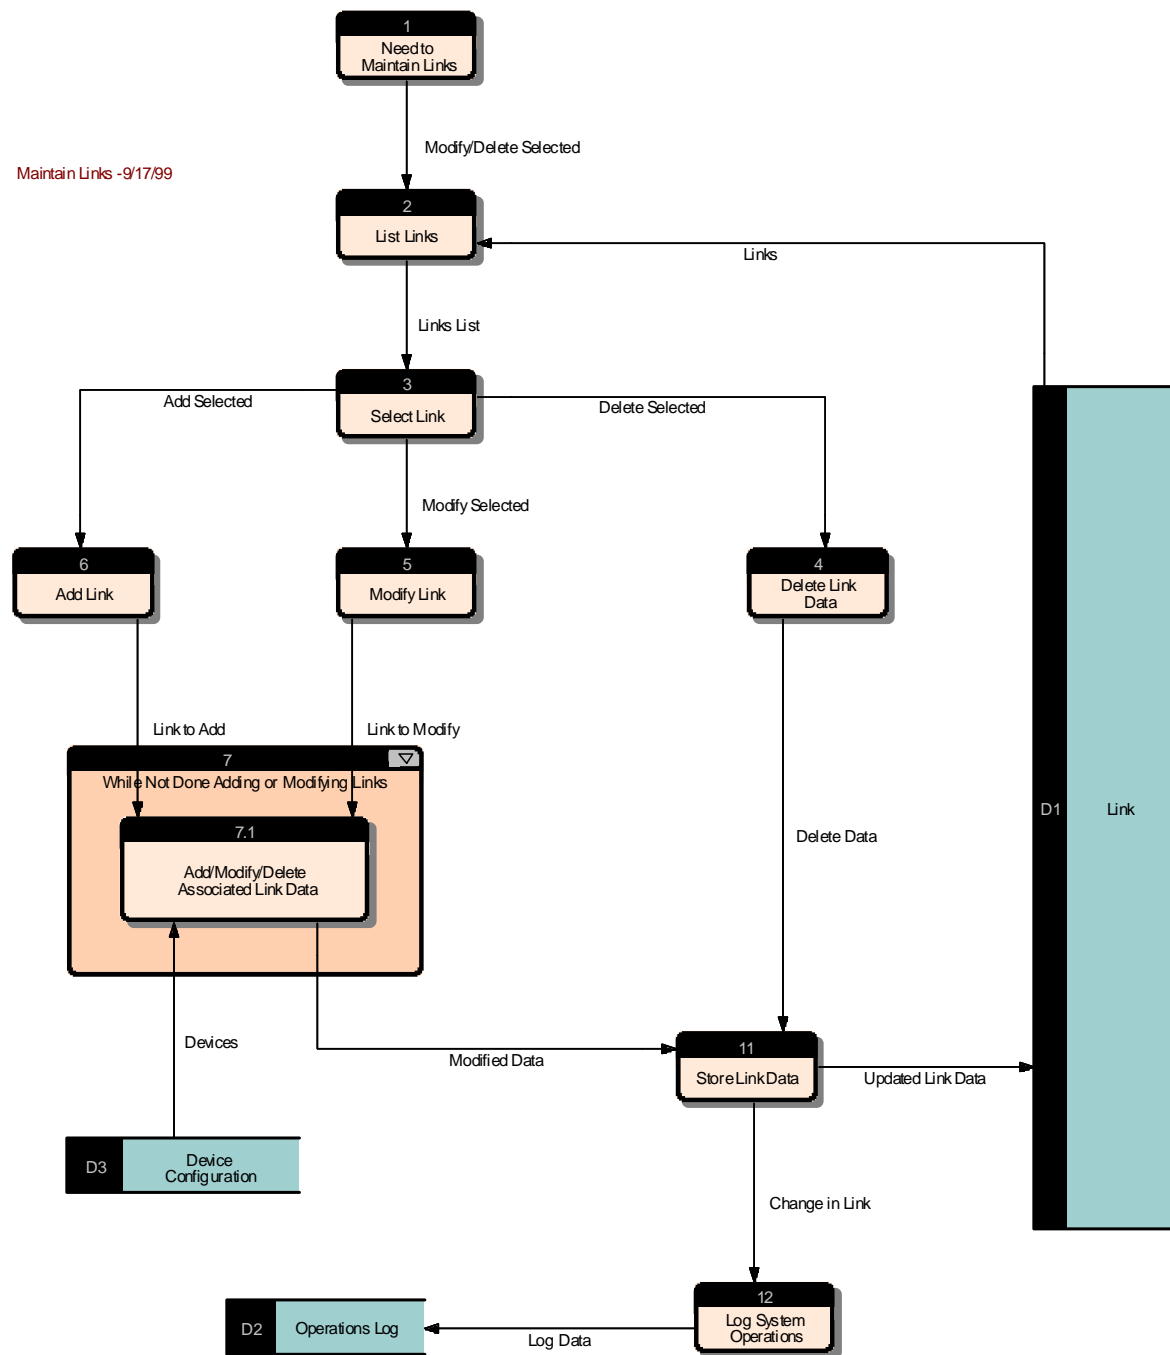 1
Need to
Maintain Links
Modify/Delete Selected
Maintain Links -9/17/99
2
List Links
Links
Links List
3
Select Link
Add Selected
Delete Selected
Modify Selected
6
Add Link
5
Modify Link
4
Delete Link
Data
Link to Add
Link to Modify
7
While Not Done Adding or Modifying Links
7.1
Add/Modify/Delete
Associated Link Data
D1
Link
Delete Data
Devices
Modified Data
11
Store Link Data
Updated Link Data
D3
Device
Configuration
Change in Link
12
Log System
Operations
D2
Operations Log
Log Data